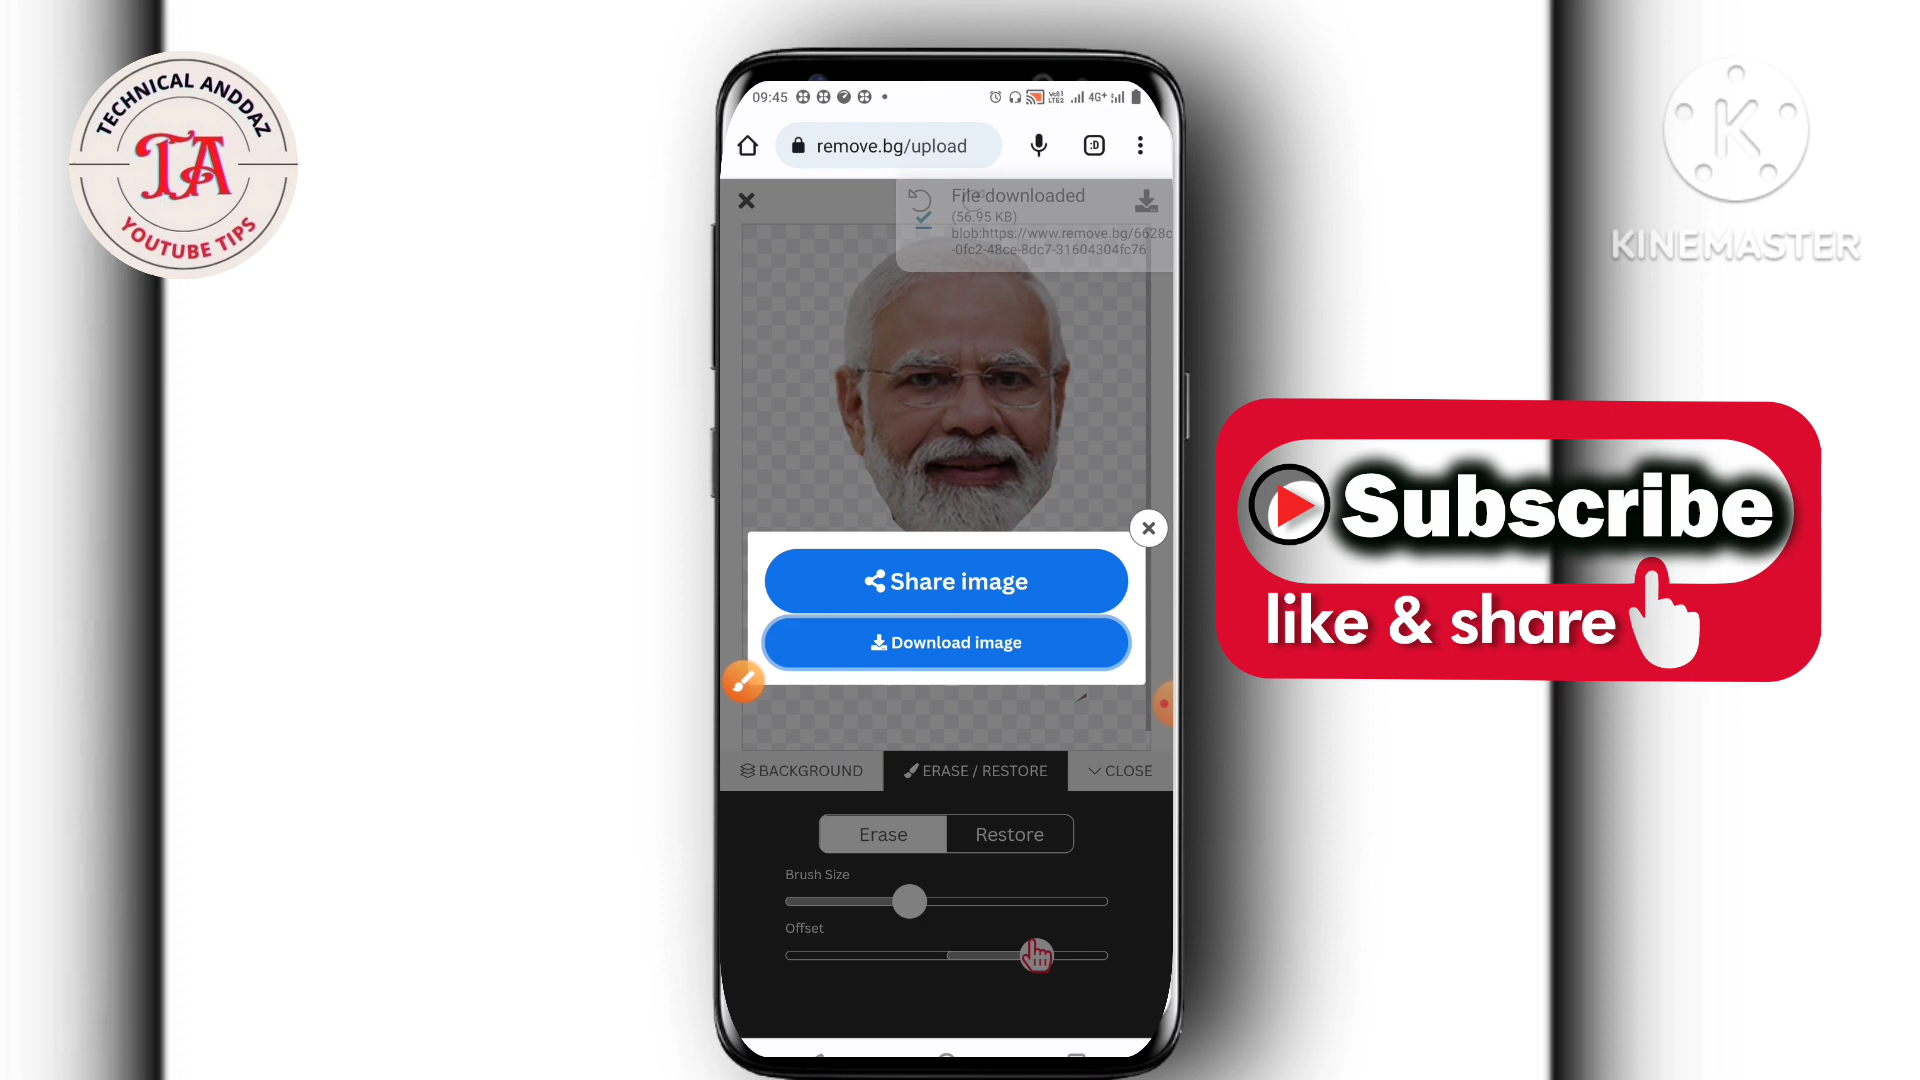 TECHNICAL ANDDAZ
TA
YOUTUBE TIPS
K
KINEMASTER
09:45
4G+
remove.bg/upload
:D
File downloaded
(56.95 KB)
blob:https://www.remove.bg/6628c
-0fc2-48ce-8dc7-31604304fc76
Share image
Download image
BACKGROUND
ERASE / RESTORE
CLOSE
Erase
Restore
Brush Size
Offset
Subscribe
like & share